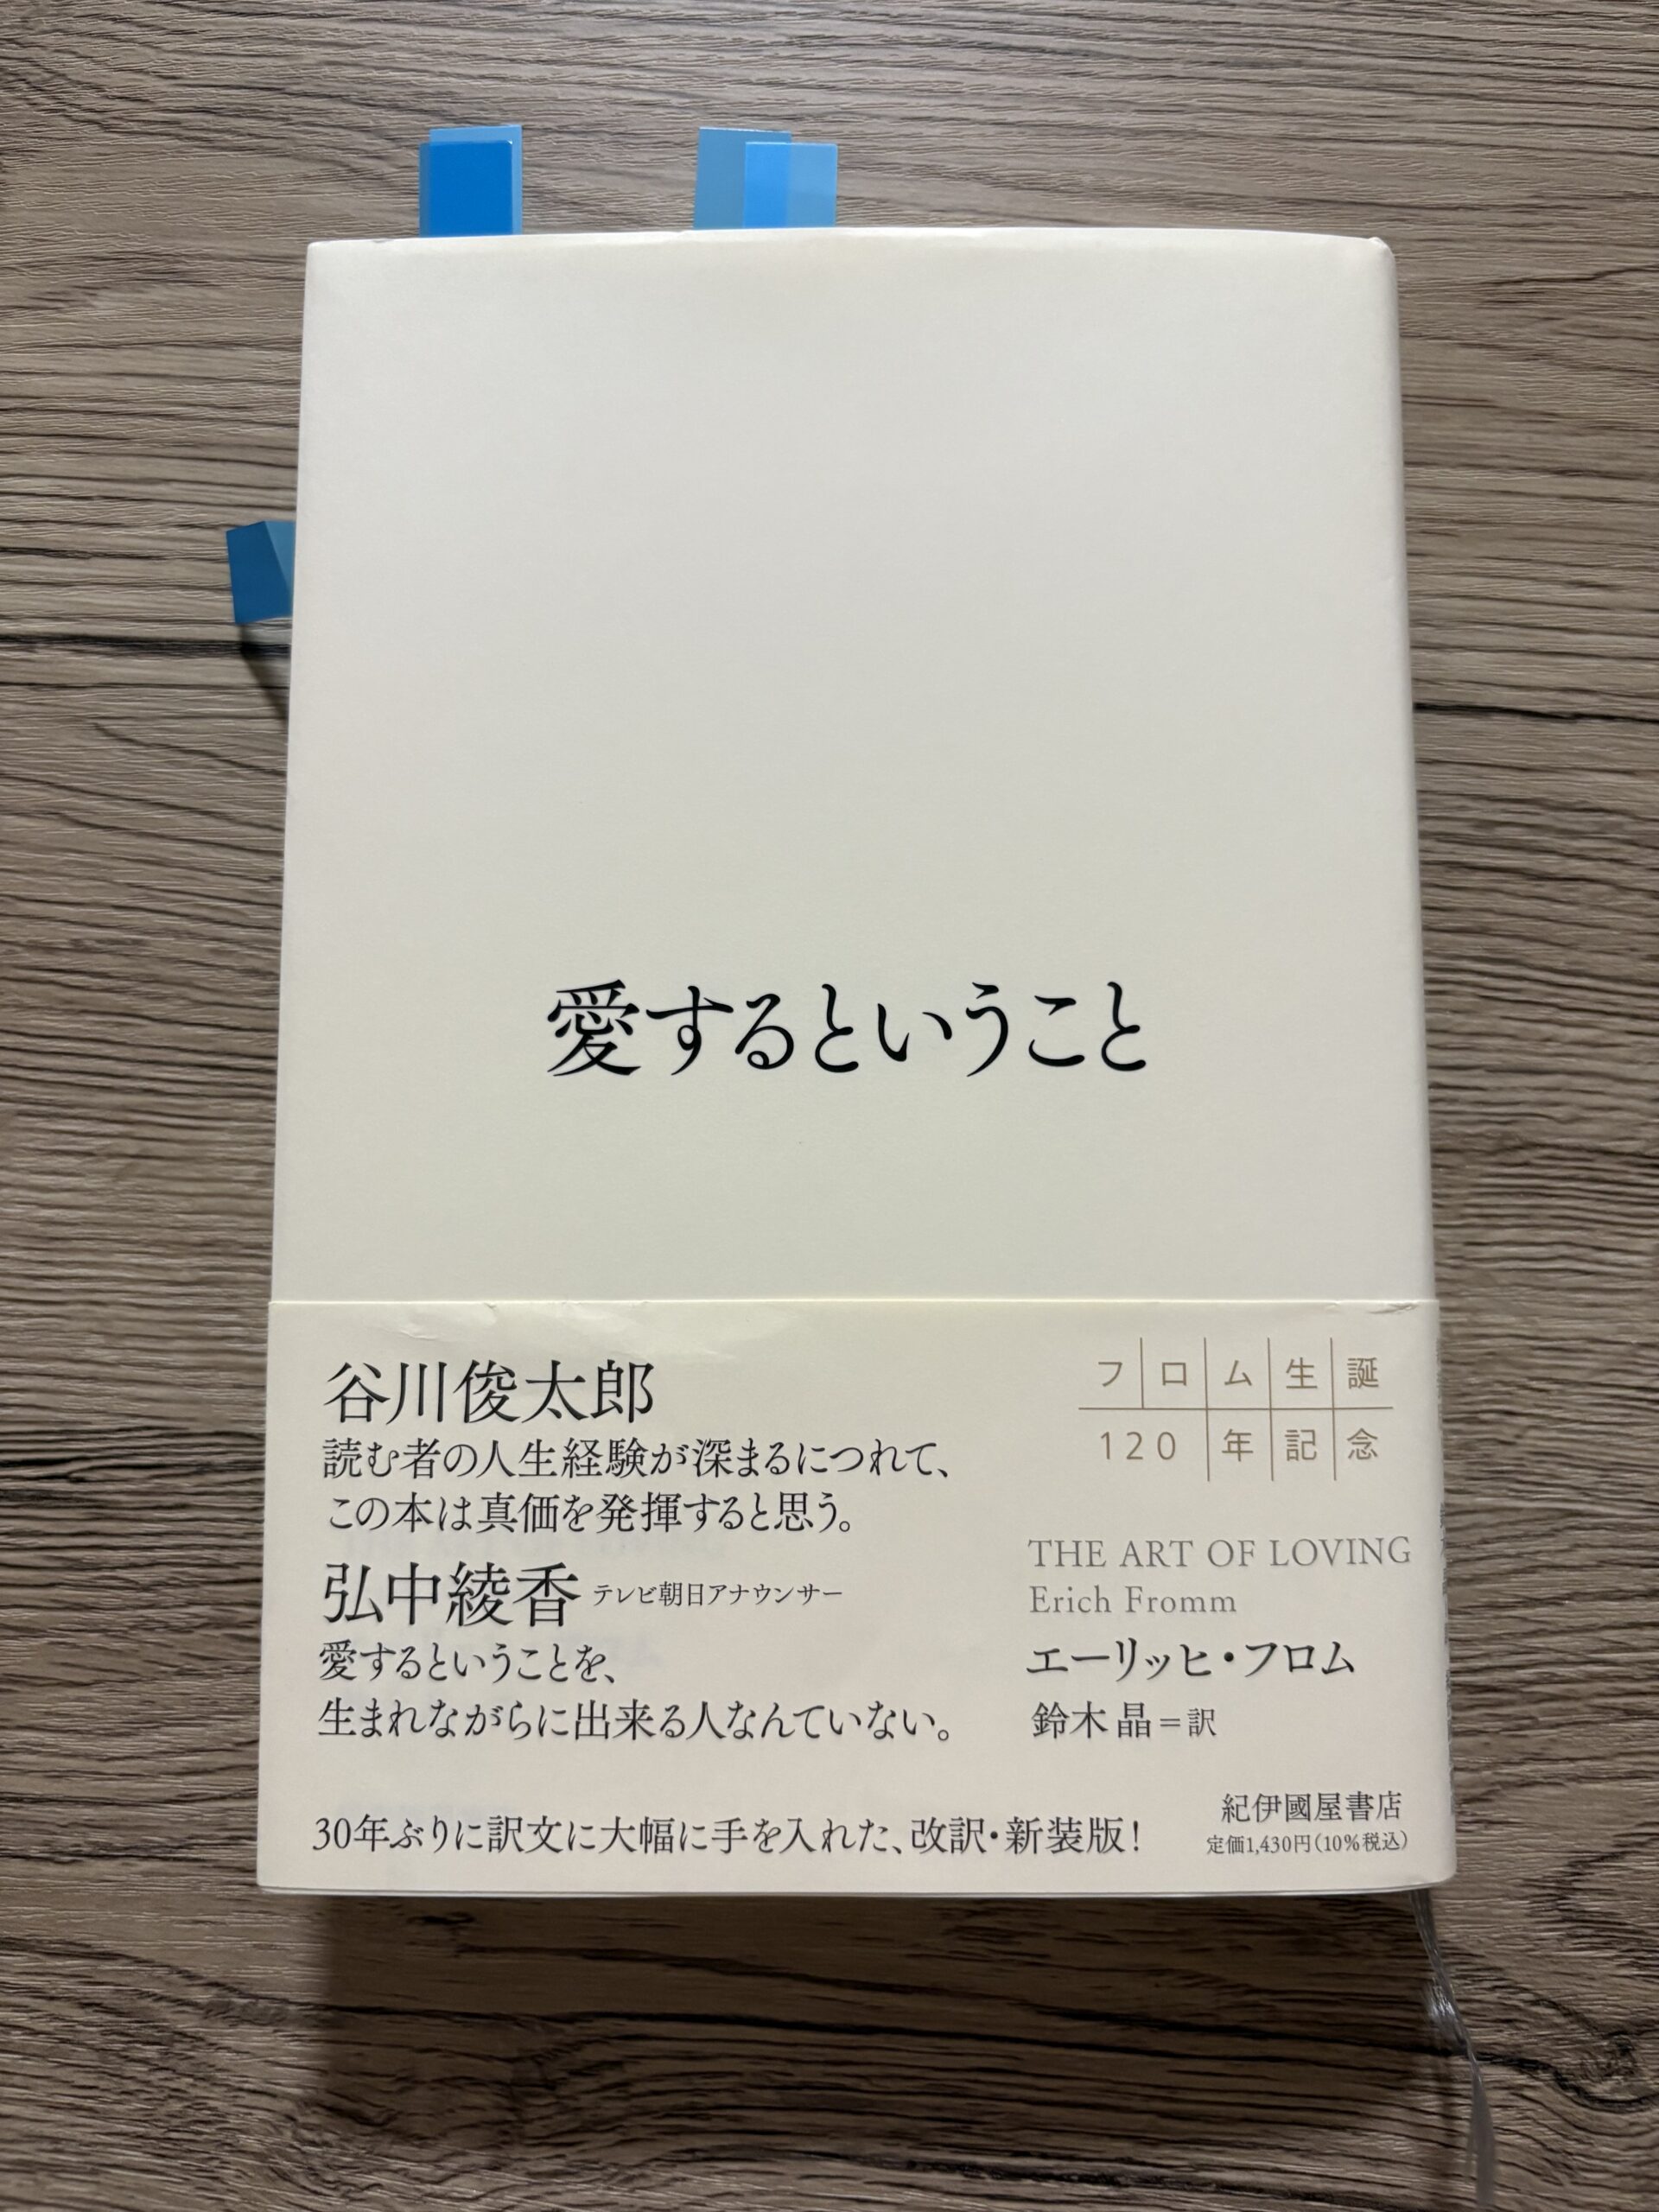 愛するということ
谷川俊太郎
読む者の人生経験が深まるにつれて、
この本は真価を発揮すると思う。
弘中綾香 テレビ朝日アナウンサー
愛するということを、
生まれながらに出来る人なんていない。
30年ぶりに訳文に大幅に手を入れた、改訳・新装版!
フロム生誕
120年記念
THE ART OF LOVING
Erich Fromm
エーリッヒ・フロム
鈴木 晶=訳
紀伊國屋書店
定価1,430円(10%税込)